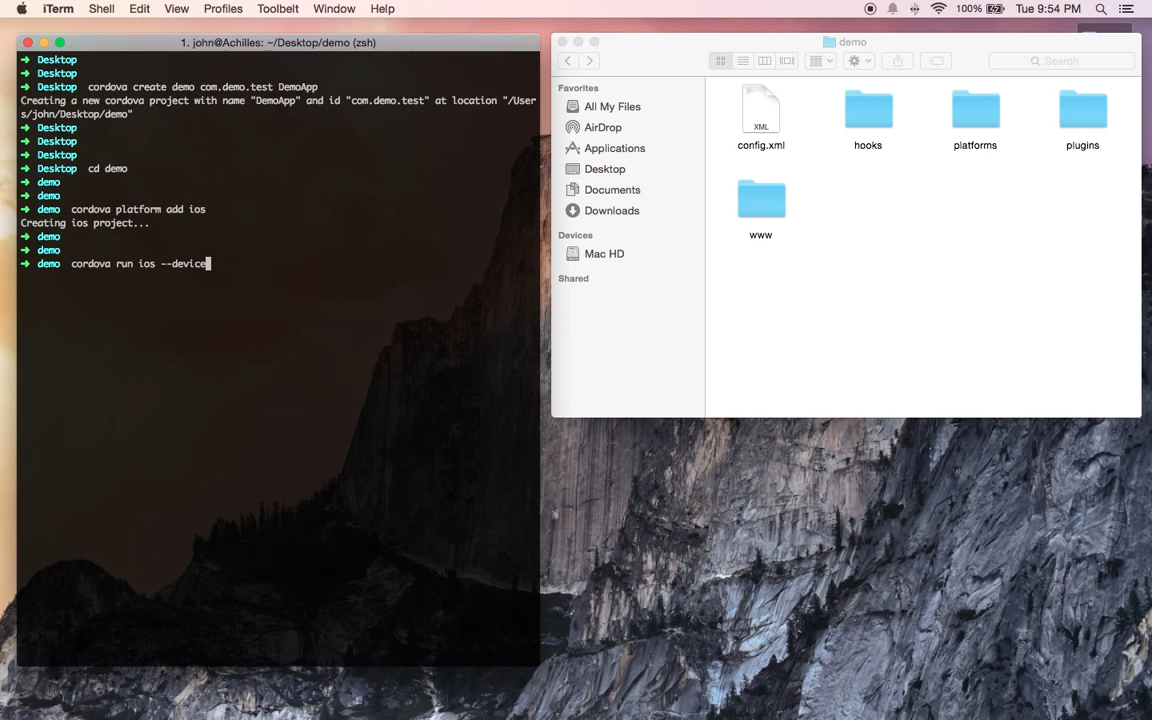 iTerm Shell Edit View Profiles Toolbelt Window Help 100% Tue 9:54 PM
1. john@Achilles: ~/Desktop/demo (zsh)
➜ Desktop
➜ Desktop
➜ Desktop cordova create demo com.demo.test DemoApp
Creating a new cordova project with name "DemoApp" and id "com.demo.test" at location "/User
s/john/Desktop/demo"
➜ Desktop
➜ Desktop
➜ Desktop
➜ Desktop cd demo
➜ demo
➜ demo
➜ demo cordova platform add ios
Creating ios project...
➜ demo
➜ demo
➜ demo cordova run ios --device
demo
Search
Favorites
All My Files
AirDrop
Applications
Desktop
Documents
Downloads
Devices
Mac HD
Shared
XML
config.xml hooks platforms plugins
www